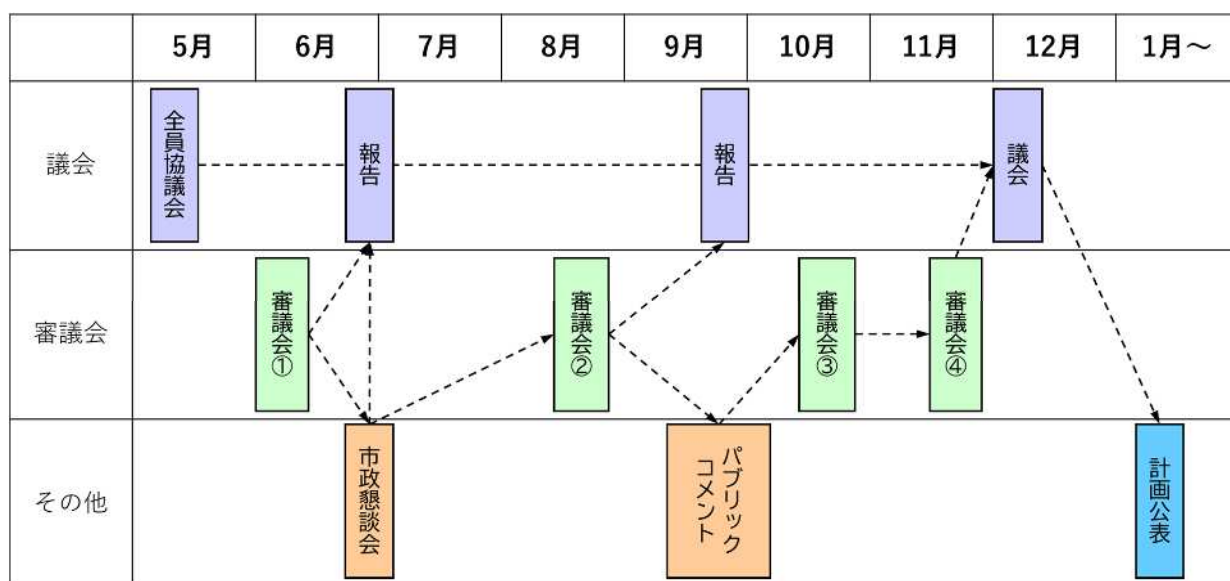 5月 6月 7月 8月 9月 10月 11月 12月 1月～
議会
全員協議会
報告
報告
議会
審議会
審議会①
審議会②
審議会③
審議会④
その他
市政懇談会
パブリック
コメント
計画公表